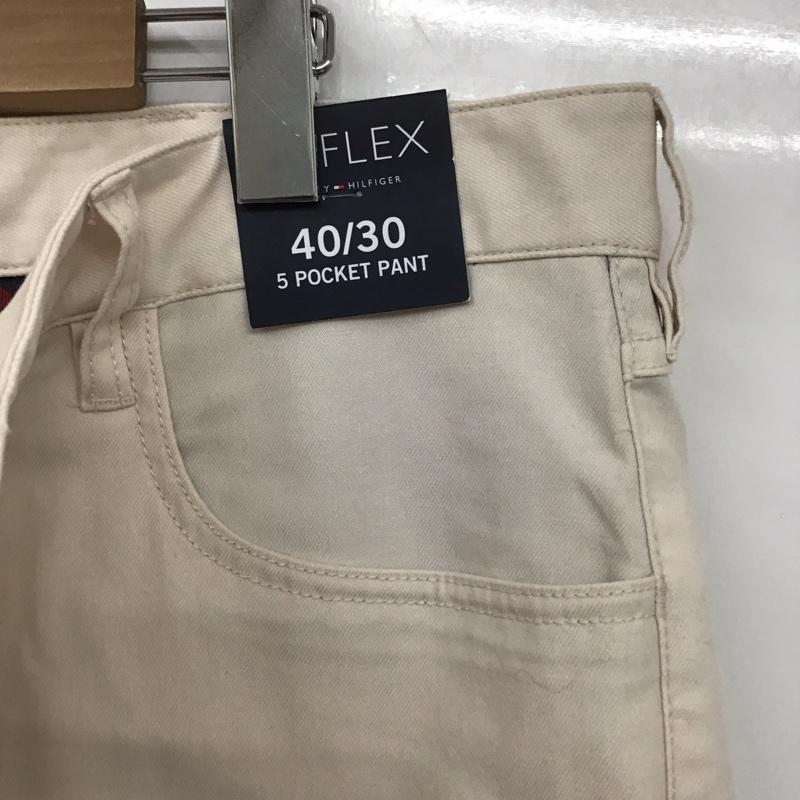 FLEX
Y HILFIGER
40/30
5 POCKET PANT